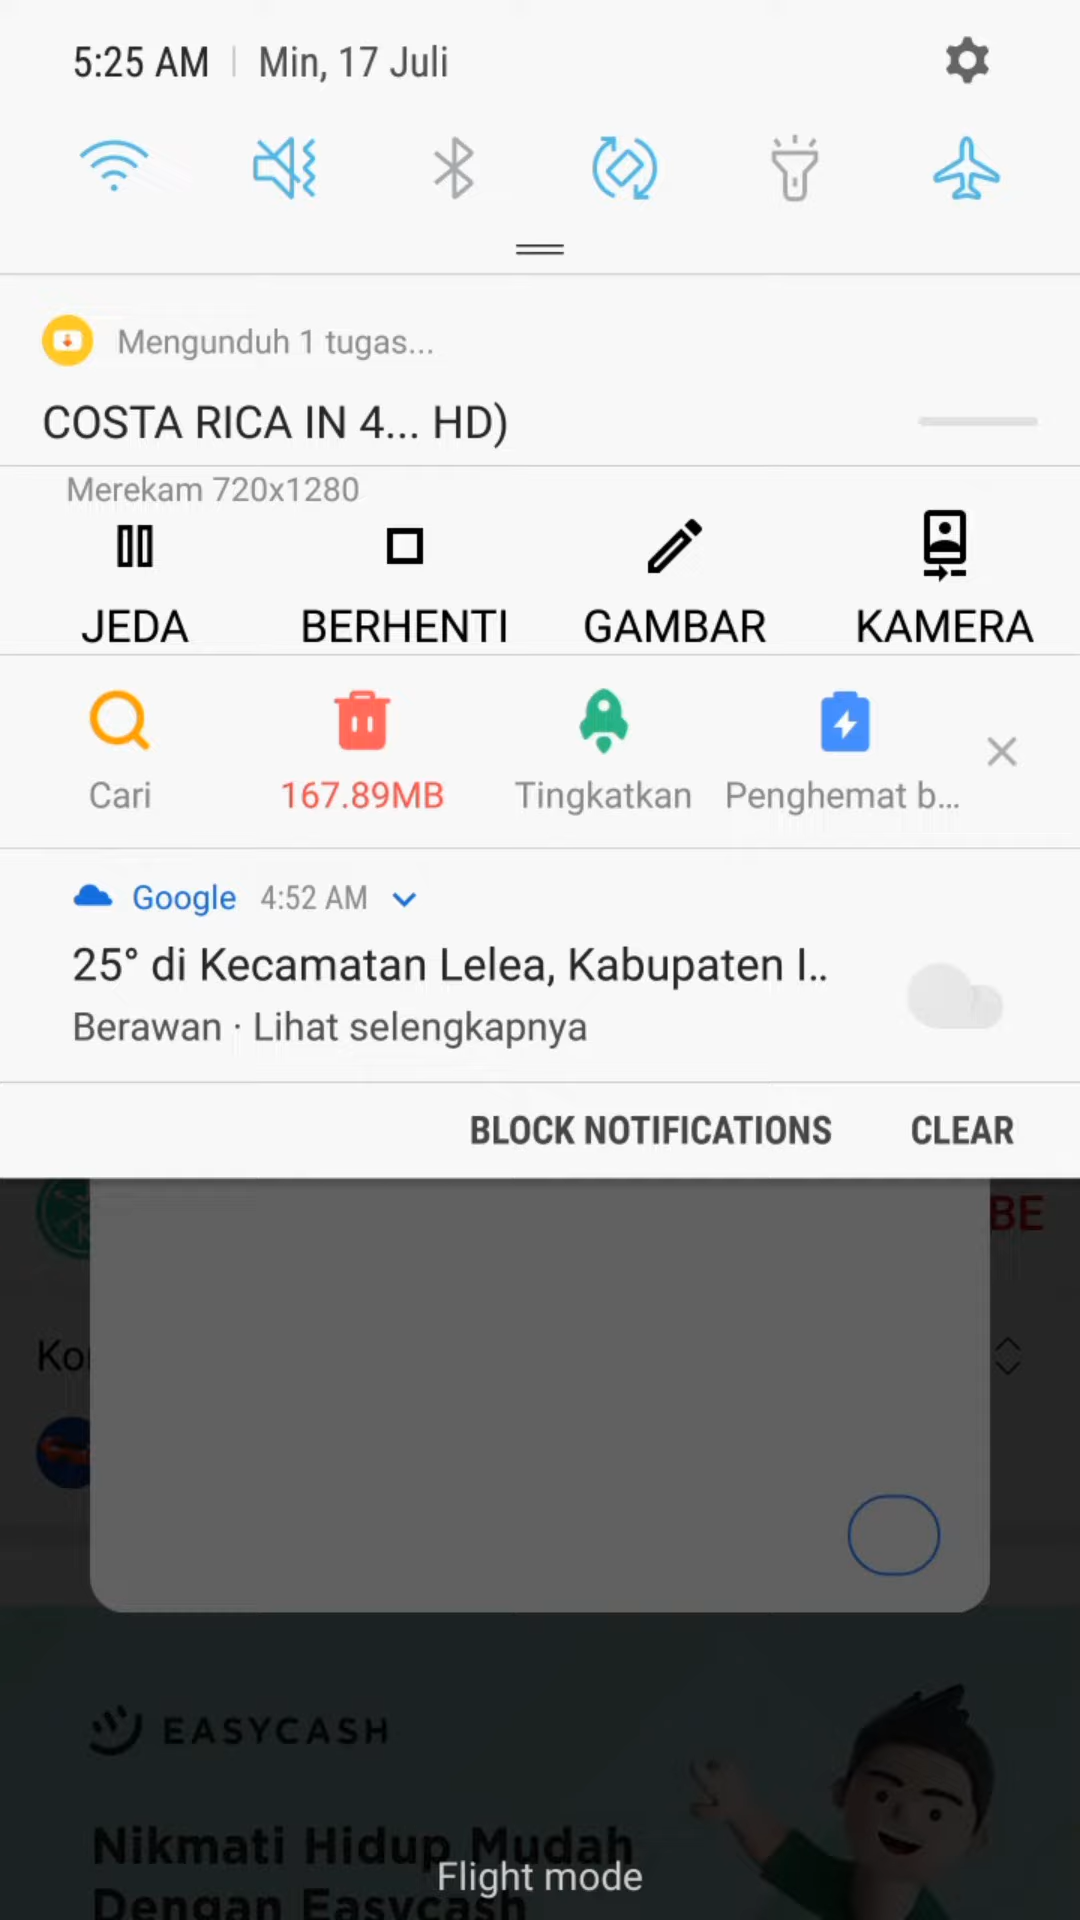 5:25 AM | Min, 17 Juli
Mengunduh 1 tugas...
COSTA RICA IN 4... HD)
Merekam 720x1280
JEDA BERHENTI GAMBAR KAMERA
Cari 167.89MB Tingkatkan Penghemat b...
Google 4:52 AM
25° di Kecamatan Lelea, Kabupaten I..
Berawan · Lihat selengkapnya
BLOCK NOTIFICATIONS CLEAR
BE
Ko
EASYCASH
Nikmati Hidup Mudah
Flight mode
Dengan Easycash